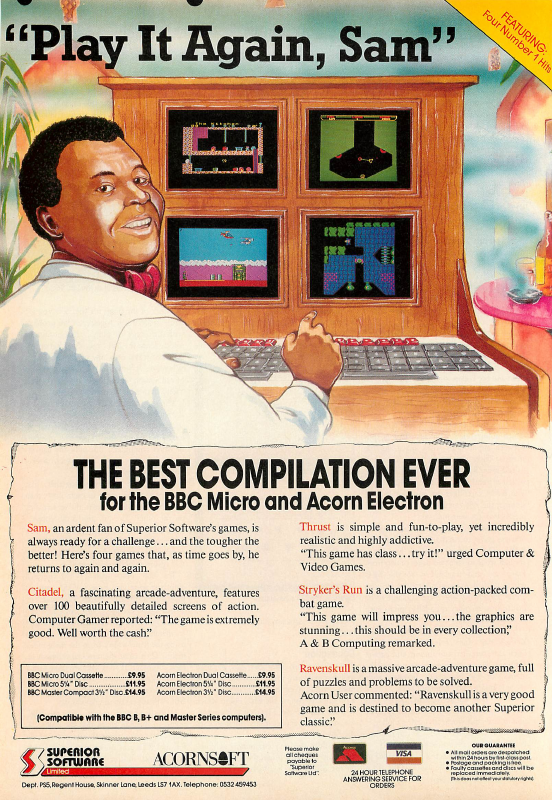 "Play It Again, Sam"
FEATURING:
Four Number 1 Hits
THE BEST COMPILATION EVER
for the BBC Micro and Acorn Electron
Sam, an ardent fan of Superior Software's games, is
always ready for a challenge...and the tougher the
better! Here's four games that, as time goes by, he
returns to again and again.
Citadel, a fascinating arcade-adventure, features
over 100 beautifully detailed screens of action.
Computer Gamer reported: "The game is extremely
good. Well worth the cash."
BBC Micro Dual Cassette............£9.95
BBC Micro 5¼" Disc....................£11.95
BBC Master Compact 3½" Disc.£14.95
Acorn Electron Dual Cassette.....£9.95
Acorn Electron 5¼" Disc............£11.95
Acorn Electron 3½" Disc............£14.95
(Compatible with the BBC B, B+ and Master Series computers).
Thrust is simple and fun-to-play, yet incredibly
realistic and highly addictive.
"This game has class...try it!" urged Computer &
Video Games.
Stryker's Run is a challenging action-packed com-
bat game.
"This game will impress you...the graphics are
stunning...this should be in every collection,"
A & B Computing remarked.
Ravenskull is a massive arcade-adventure game, full
of puzzles and problems to be solved.
Acorn User commented: "Ravenskull is a very good
game and is destined to become another Superior
classic."
SUPERIOR
SOFTWARE
Limited
ACORNSOFT
Dept. PS5, Regent House, Skinner Lane, Leeds LS7 1AX. Telephone: 0532 459453
Please make
all cheques
payable to
"Superior
Software Ltd".
VISA
24 HOUR TELEPHONE
ANSWERING SERVICE FOR
ORDERS
OUR GUARANTEE
● All mail orders are despatched
within 24 hours by first-class post.
● Postage and packing is free.
● Faulty cassettes and discs will be
replaced immediately.
(This does not affect your statutory rights)